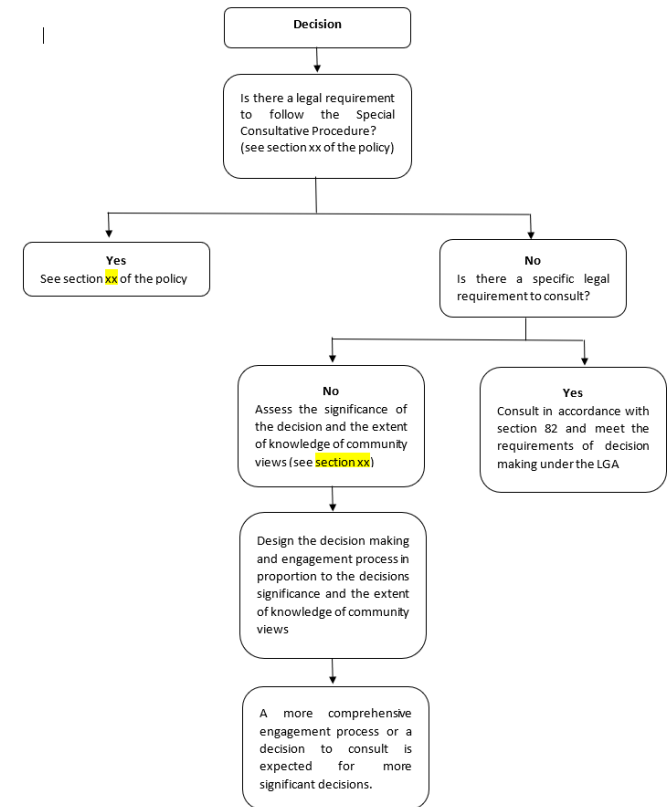 Decision
Is there a legal requirement
to follow the Special
Consultative Procedure?
(see section xx of the policy)
Yes
See section xx of the policy
No
Is there a specific legal
requirement to consult?
No
Assess the significance of
the decision and the extent
of knowledge of community
views (see section xx)
Yes
Consult in accordance with
section 82 and meet the
requirements of decision
making under the LGA
Design the decision making
and engagement process in
proportion to the decisions
significance and the extent
of knowledge of community
views
A more comprehensive
engagement process or a
decision to consult is
expected for more
significant decisions.